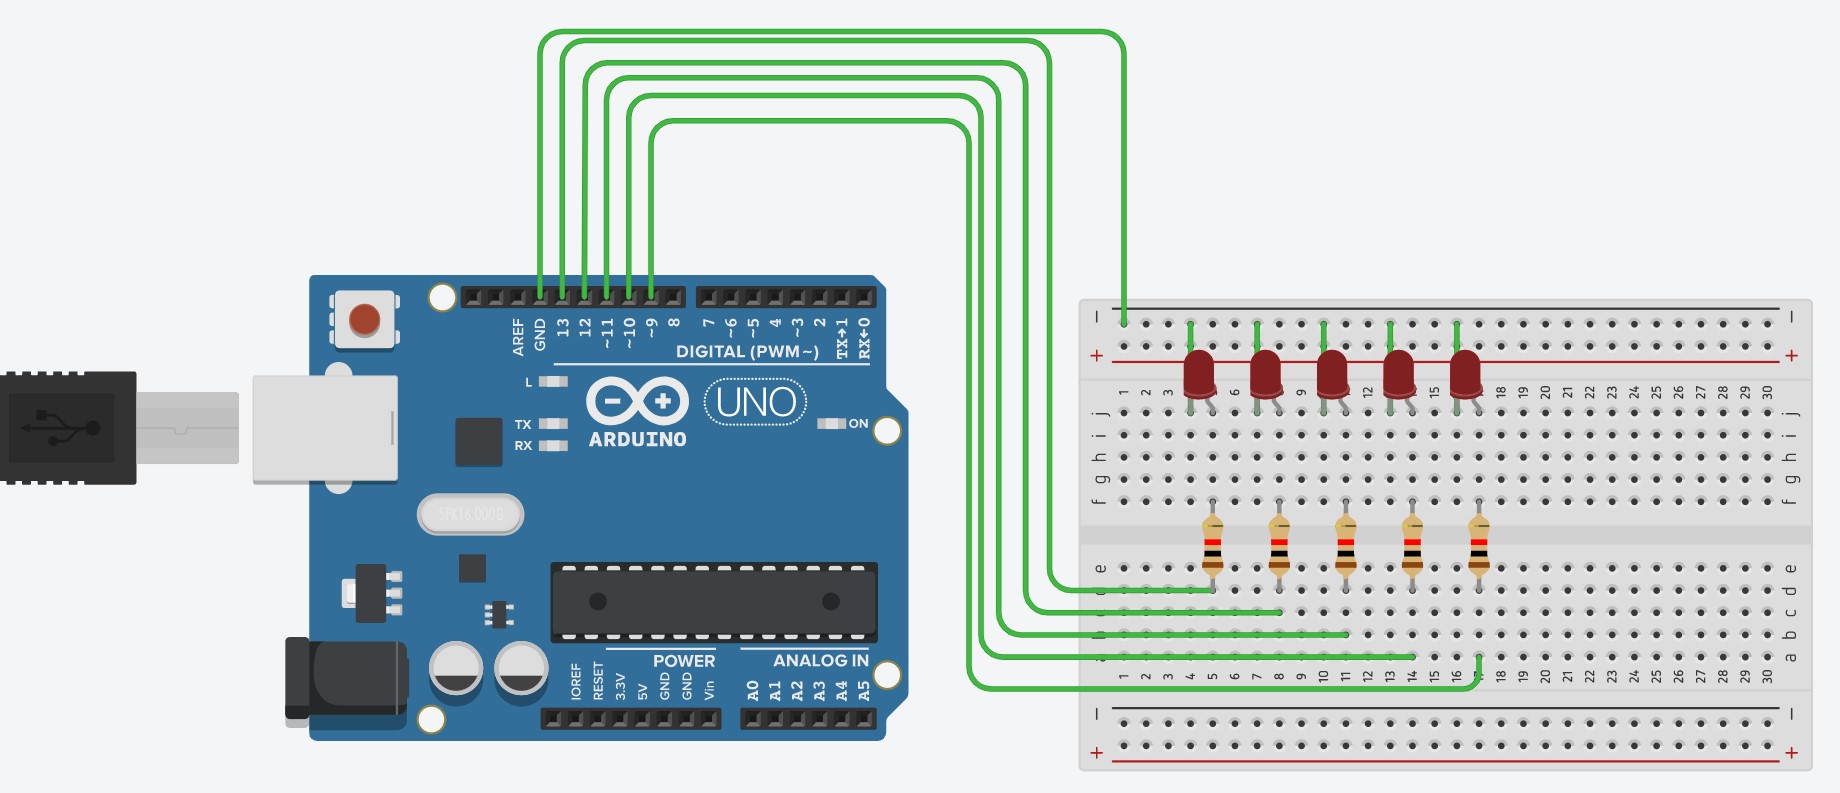 AREF
GND
13
12
~11
~10
~9
8
7
~6
~5
~4
~3
2
TX→1
RX←0
DIGITAL (PWM~)
L
TX
RX
ARDUINO
UNO
ON
SPK16.000G
POWER
ANALOG IN
IOREF
RESET
3.3V
5V
GND
GND
Vin
A0
A1
A2
A3
A4
A5
− −
+ +
1 2 3 5 6 9 12 15 18 19 20 21 22 23 24 25 26 27 28 29 30
j j
i i
h h
g g
f f
e e
d
c
b b
a a
1 2 3 4 5 6 7 8 9 10 11 12 13 14 15 16 18 19 20 21 22 23 24 25 26 27 28 29 30
− −
+ +